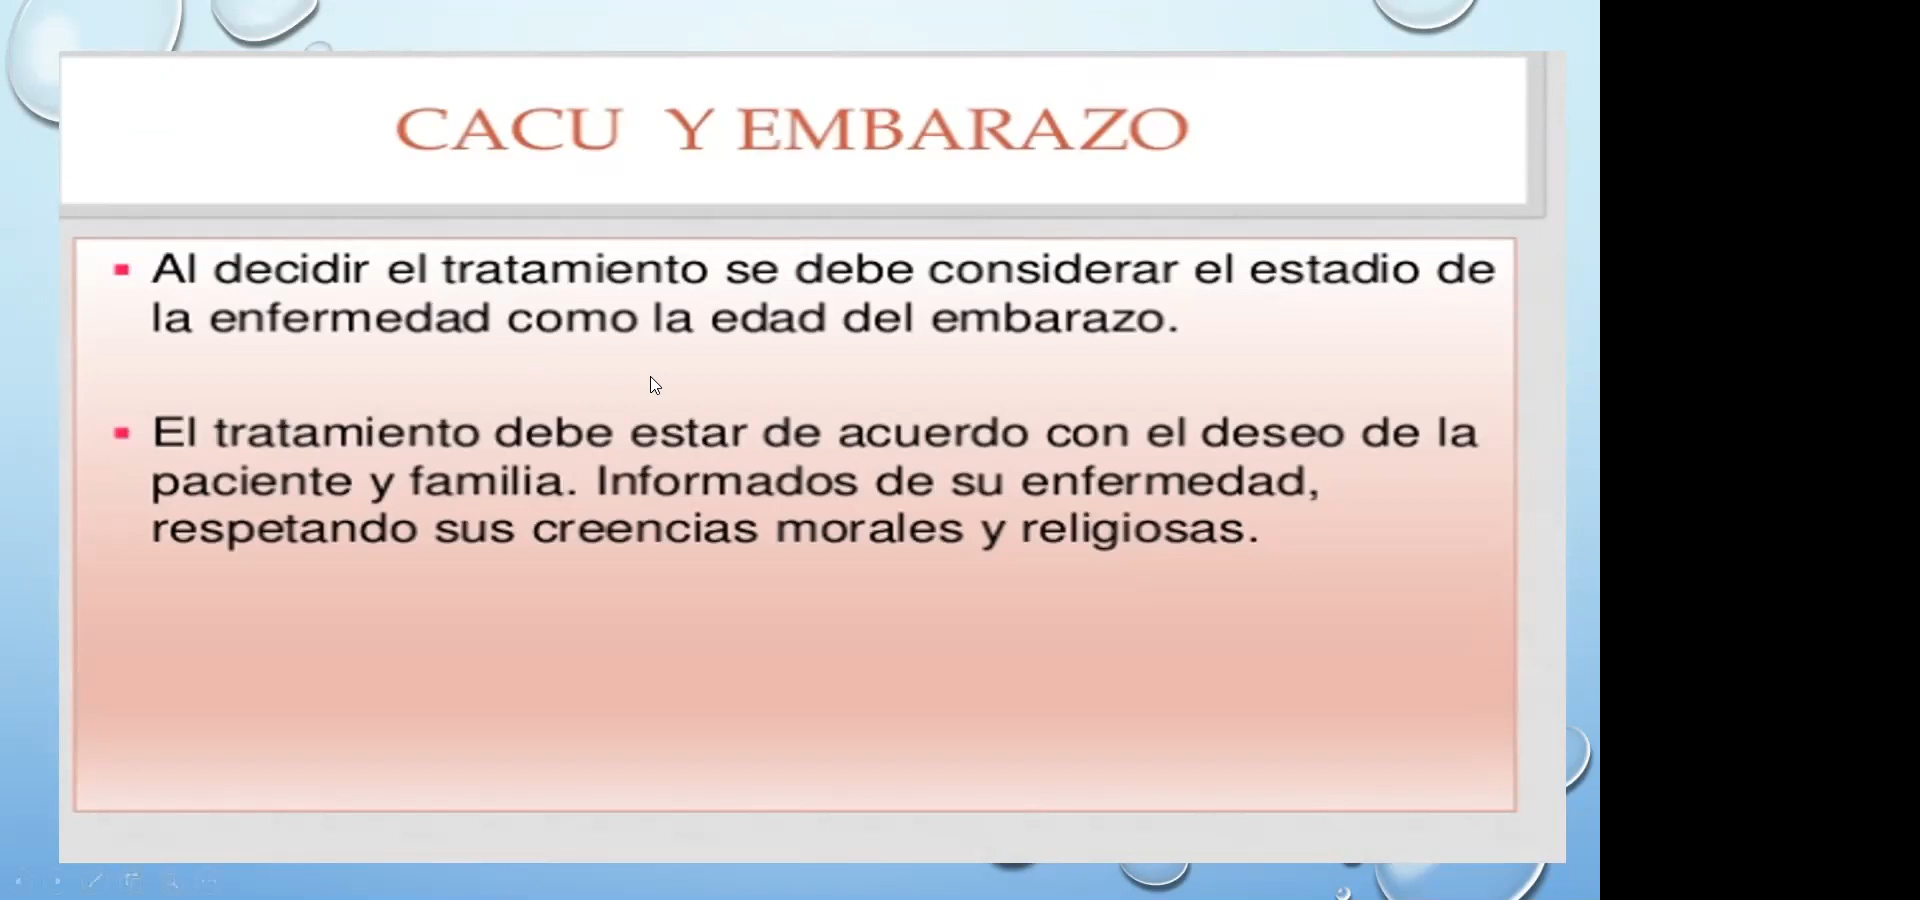 CACU Y EMBARAZO
Al decidir el tratamiento se debe considerar el estadio de
la enfermedad como la edad del embarazo.
El tratamiento debe estar de acuerdo con el deseo de la
paciente y familia. Informados de su enfermedad,
respetando sus creencias morales y religiosas.